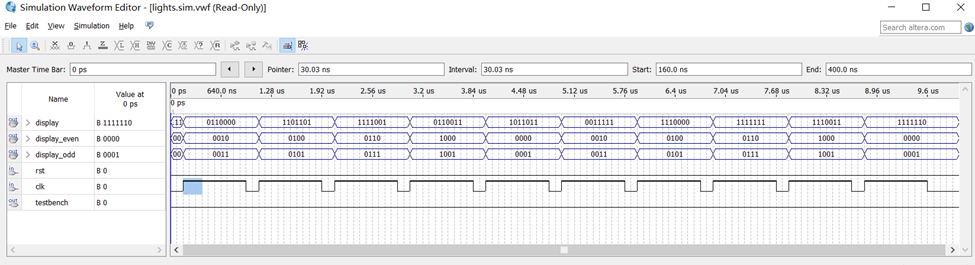 Simulation Waveform Editor - [lights.sim.vwf (Read-Only)]
File Edit View Simulation Help
Search altera.com
Master Time Bar: 0 ps Pointer: 30.03 ns Interval: 30.03 ns Start: 160.0 ns End: 400.0 ns
Name Value at 0 ps
0 ps 640.0 ns 1.28 us 1.92 us 2.56 us 3.2 us 3.84 us 4.48 us 5.12 us 5.76 us 6.4 us 7.04 us 7.68 us 8.32 us 8.96 us 9.6 us
0 ps
display B 1111110 0110000 1101101 1111001 0110011 1011011 0011111 1110000 1111111 1110011 1111110
display_even B 0000 00 0010 0100 0110 1000 0000 0010 0100 0110 1000 0000
display_odd B 0001 00 0011 0101 0111 1001 0001 0011 0101 0111 1001 0001
rst B 0
clk B 0
testbench B 0